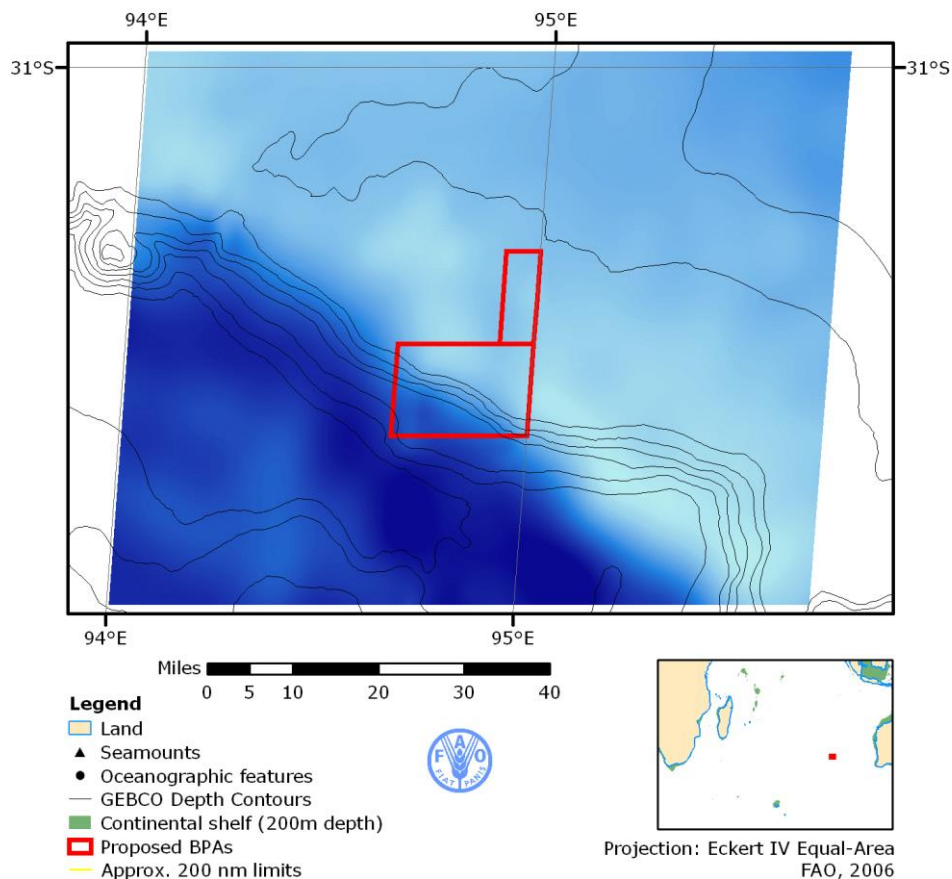 94°E 95°E
31°S 31°S
94°E 95°E
Miles
0 5 10 20 30 40
Legend
Land
Seamounts
Oceanographic features
GEBCO Depth Contours
Continental shelf (200m depth)
Proposed BPAs
Approx. 200 nm limits
F A O
FIAT PANIS
Projection: Eckert IV Equal-Area
FAO, 2006